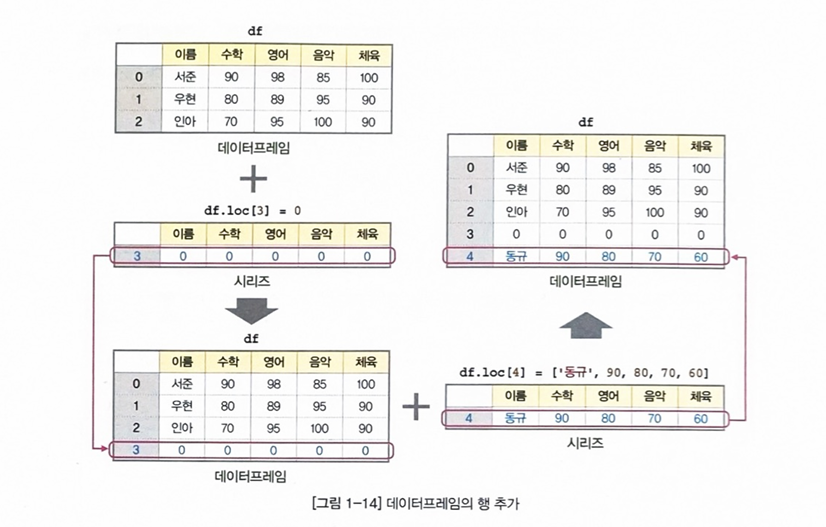 df
이름 수학 영어 음악 체육
0 서준 90 98 85 100
1 우현 80 89 95 90
2 인아 70 95 100 90
데이터프레임
+
df.loc[3] = 0
이름 수학 영어 음악 체육
3 0 0 0 0 0
시리즈
df
이름 수학 영어 음악 체육
0 서준 90 98 85 100
1 우현 80 89 95 90
2 인아 70 95 100 90
3 0 0 0 0 0
데이터프레임
+
df.loc[4] = ['동규', 90, 80, 70, 60]
이름 수학 영어 음악 체육
4 동규 90 80 70 60
시리즈
df
이름 수학 영어 음악 체육
0 서준 90 98 85 100
1 우현 80 89 95 90
2 인아 70 95 100 90
3 0 0 0 0 0
4 동규 90 80 70 60
데이터프레임
[그림 1-14] 데이터프레임의 행 추가